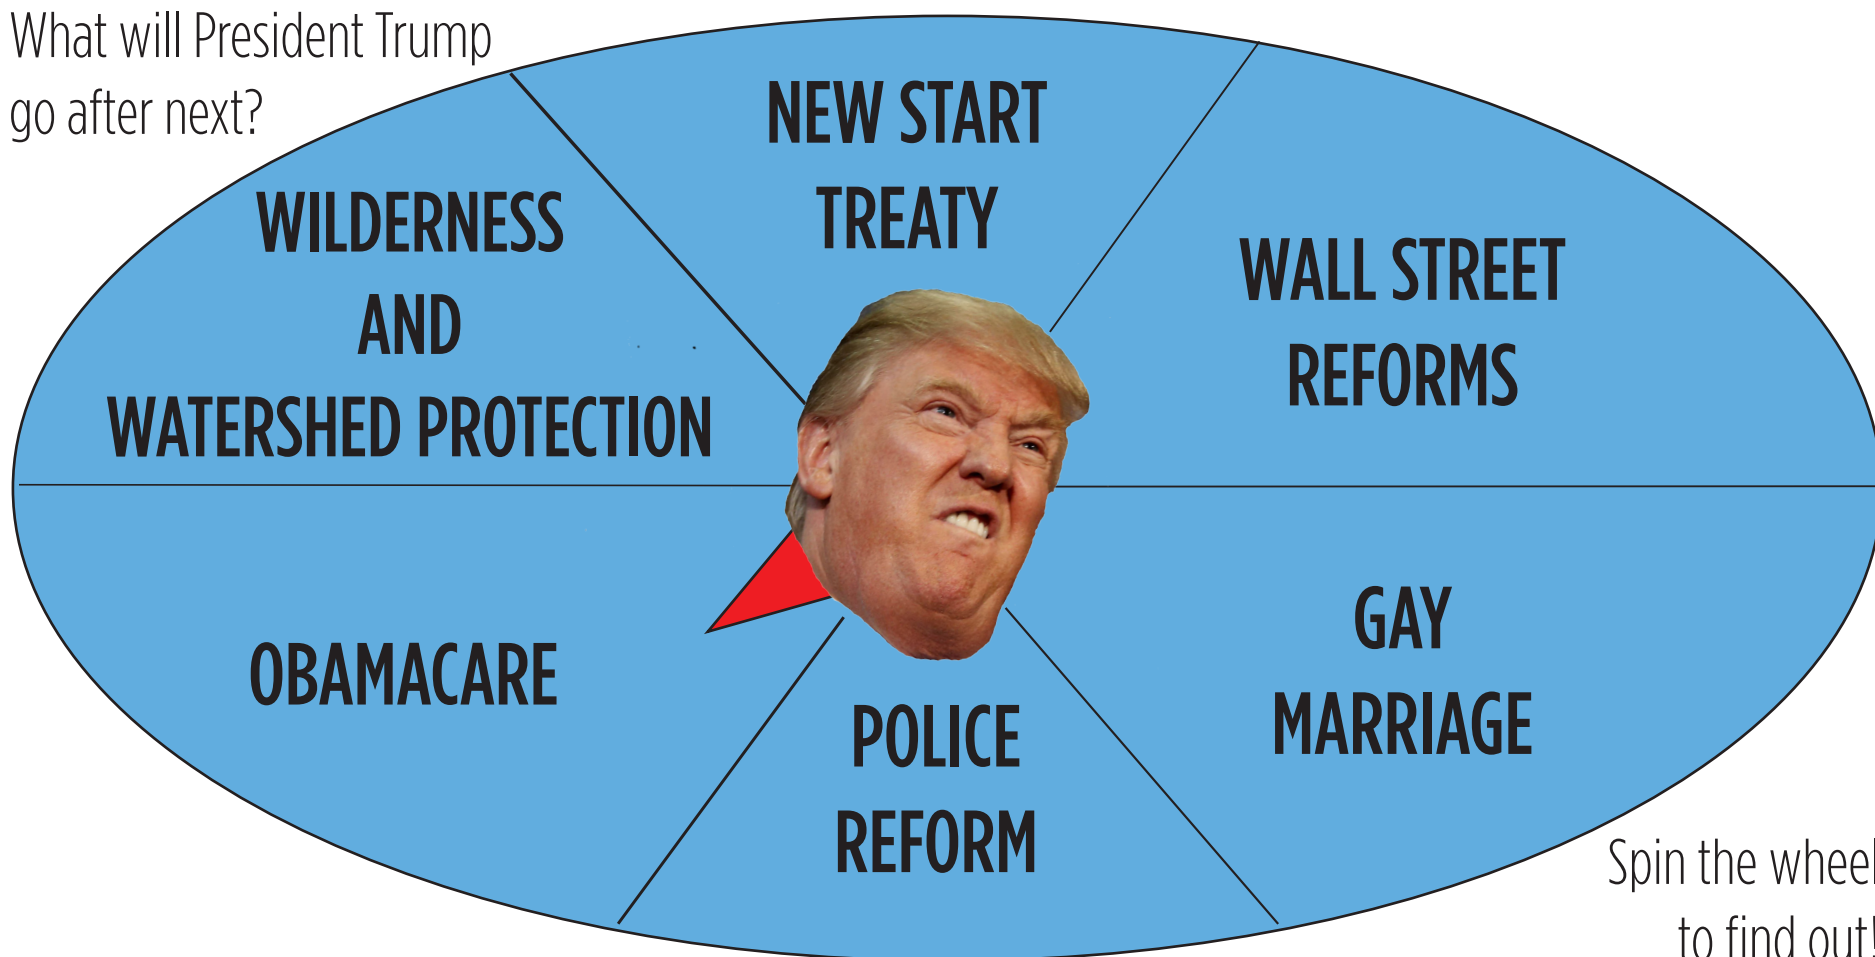 What will President Trump
go after next?
NEW START
TREATY
WILDERNESS
AND
WATERSHED PROTECTION
WALL STREET
REFORMS
OBAMACARE
GAY
MARRIAGE
POLICE
REFORM
Spin the wheel
to find out!